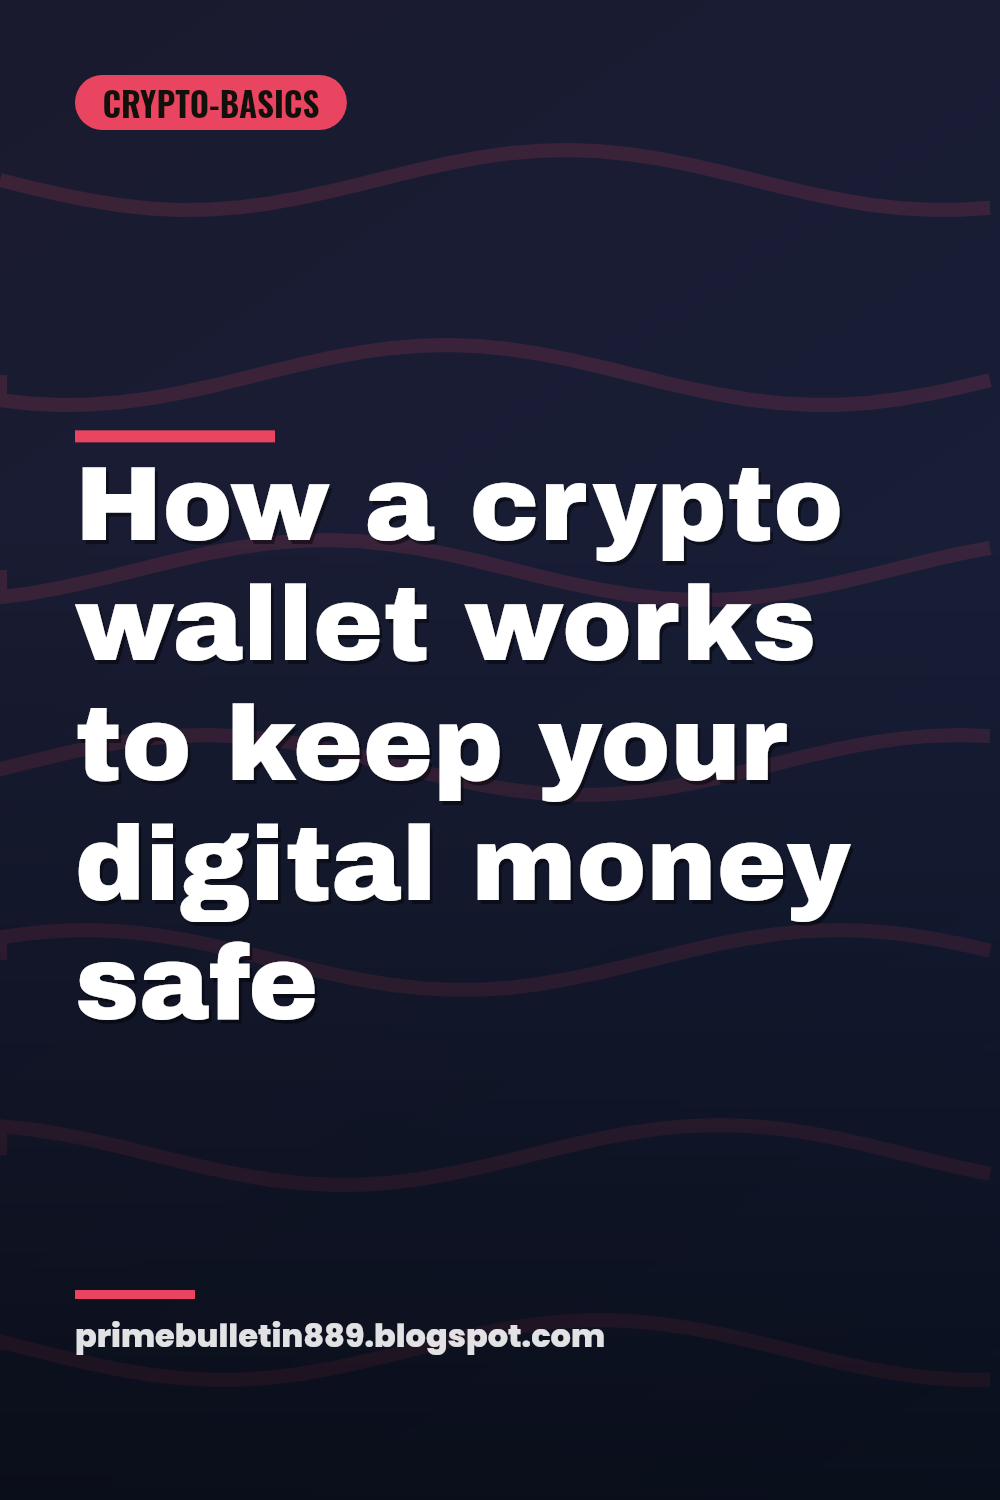 CRYPTO-BASICS
How a crypto
wallet works
to keep your
digital money
safe
primebulletin889.blogspot.com